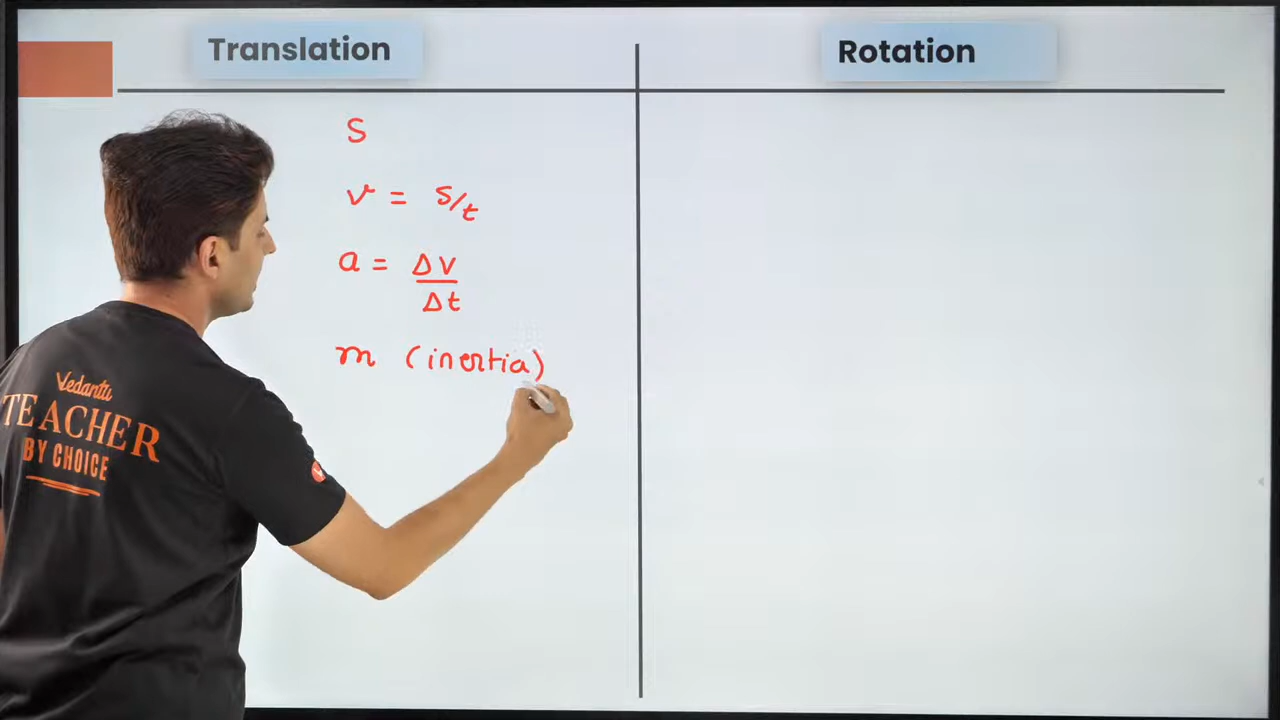 Translation
Rotation
S
v = s/t
a = Δv/Δt
m (inertia)
Vedantu
TEACHER
BY CHOICE